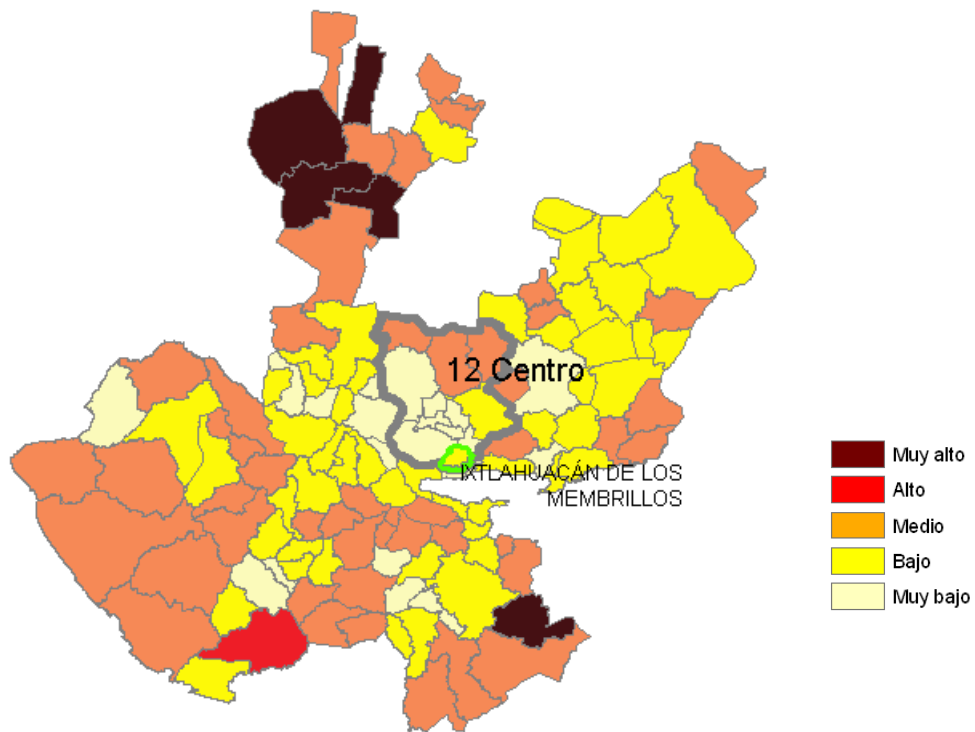 12 Centro
IXTLAHUACÁN DE LOS
MEMBRILLOS
Muy alto
Alto
Medio
Bajo
Muy bajo